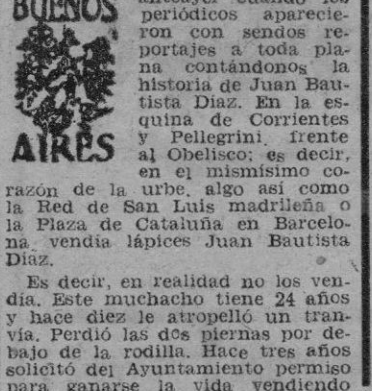 BUENOS
AIRES
anteayer cuando los
periódicos aparecie-
ron con sendos re-
portajes a toda pla-
na contándonos la
historia de Juan Bau-
tista Díaz. En la es-
quina de Corrientes
y Pellegrini, frente
al Obelisco; es decir,
en el mismísimo co-
razón de la urbe, algo así como
la Red de San Luis madrileña o
la Plaza de Cataluña en Barcelo-
na, vendía lápices Juan Bautista
Díaz.
Es decir, en realidad no los ven-
día. Este muchacho tiene 24 años
y hace diez le atropelló un tran-
vía. Perdió las dos piernas por de-
bajo de la rodilla. Hace tres años
solicitó del Ayuntamiento permiso
para ganarse la vida vendiendo